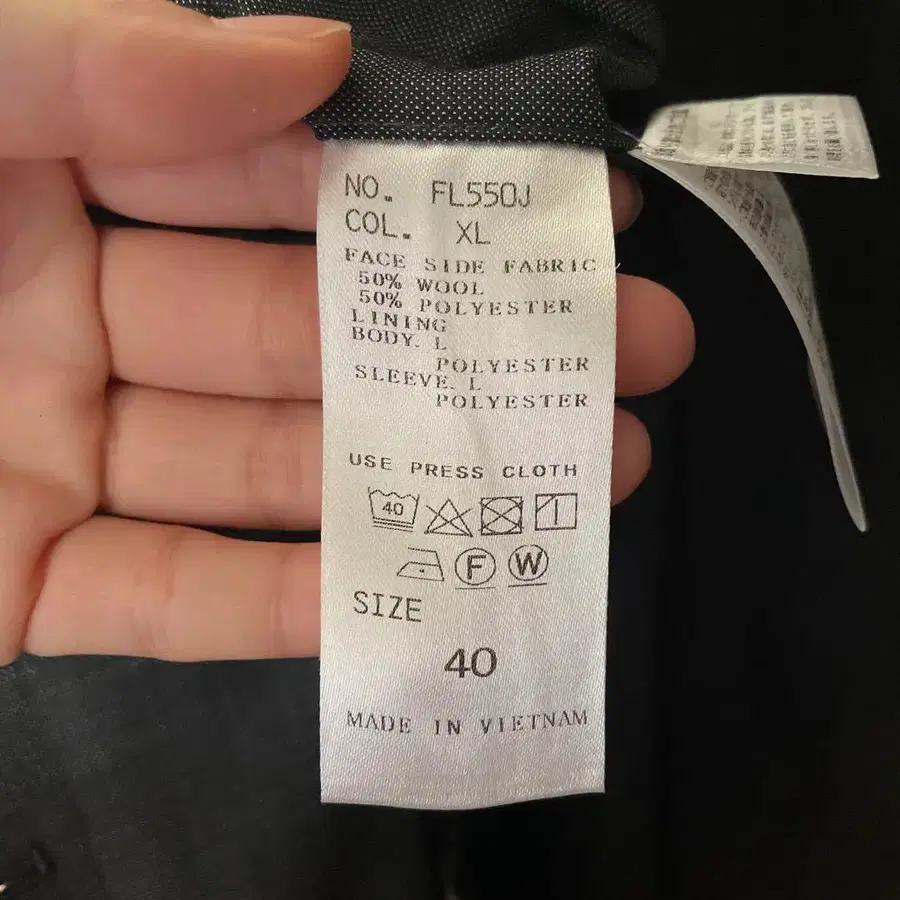 NO. FL550J
COL. XL
FACE SIDE FABRIC
50% WOOL
50% POLYESTER
LINING
BODY. L
POLYESTER
SLEEVE. L
POLYESTER
USE PRESS CLOTH
40
F W
SIZE
40
MADE IN VIETNAM